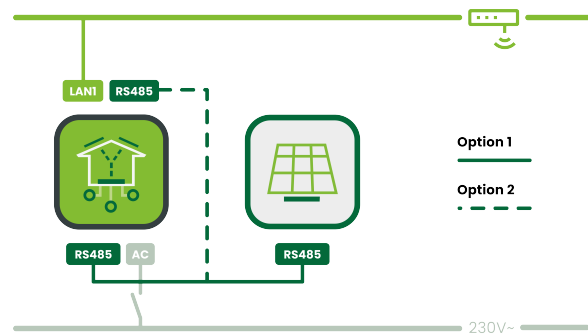 LAN1 RS485
Option 1
Option 2
RS485 AC RS485
230V~